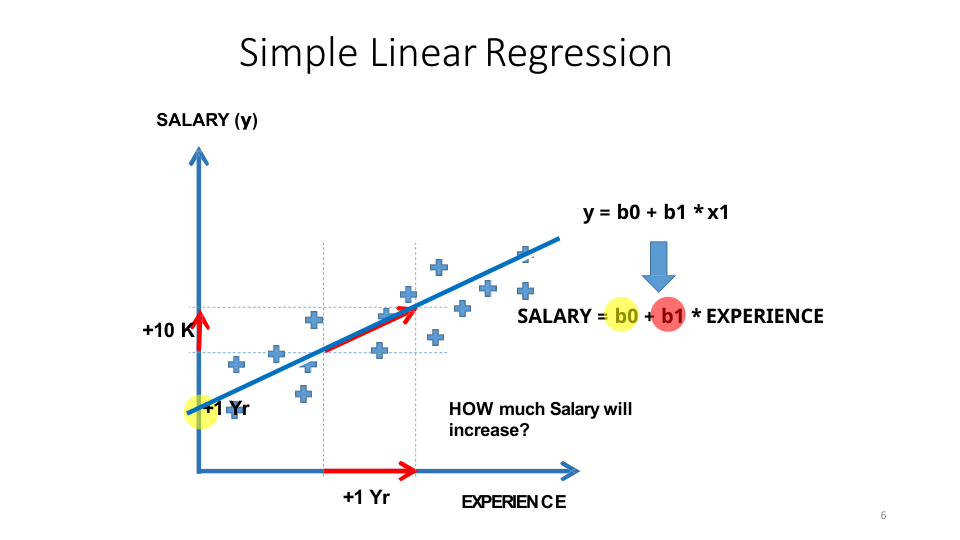 Simple Linear Regression
SALARY (y)
y = b0 + b1 * x1
SALARY = b0 + b1 * EXPERIENCE
+10 K
+1 Yr
HOW much Salary will
increase?
+1 Yr
EXPERIENCE
6